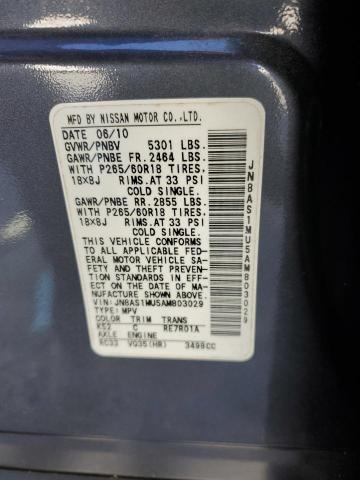 MFD. BY NISSAN MOTOR CO.,LTD.
DATE 06/10
GVWR/PNBV 5301 LBS.
GAWR/PNBE FR. 2464 LBS.
WITH P265/60R18 TIRES,
18×8J RIMS.AT 33 PSI
COLD SINGLE.
GAWR/PNBE RR. 2855 LBS.
WITH P265/60R18 TIRES,
18×8J RIMS.AT 33 PSI
COLD SINGLE.
THIS VEHICLE CONFORMS
TO ALL APPLICABLE FED-
ERAL MOTOR VEHICLE SA-
FETY AND THEFT PREVEN-
TION STANDARDS IN EFF-
ECT ON THE DATE OF MA-
NUFACTURE SHOWN ABOVE.
VIN:JN8AS1MU5AM803029
TYPE:MPV
COLOR TRIM TRANS
K52 C RE7R01A
AXLE ENGINE
RC33 VQ35(HR) 3498CC
JN8AS1MU5AM803029